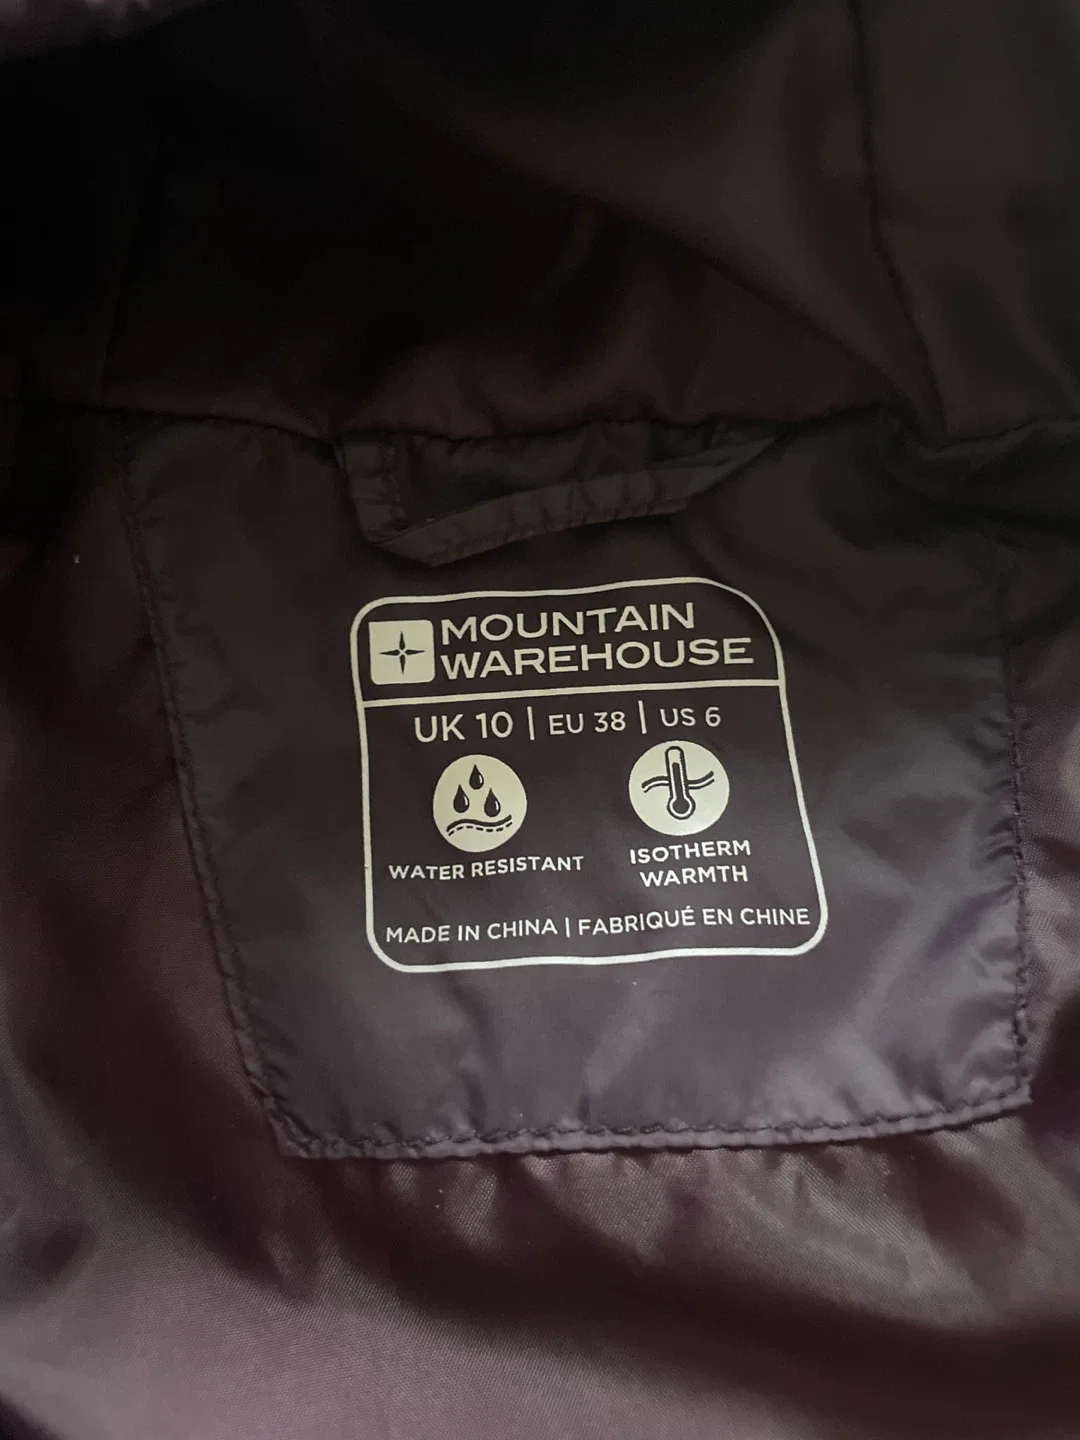 MOUNTAIN
WAREHOUSE
UK 10 | EU 38 | US 6
WATER RESISTANT
ISOTHERM
WARMTH
MADE IN CHINA | FABRIQUÉ EN CHINE